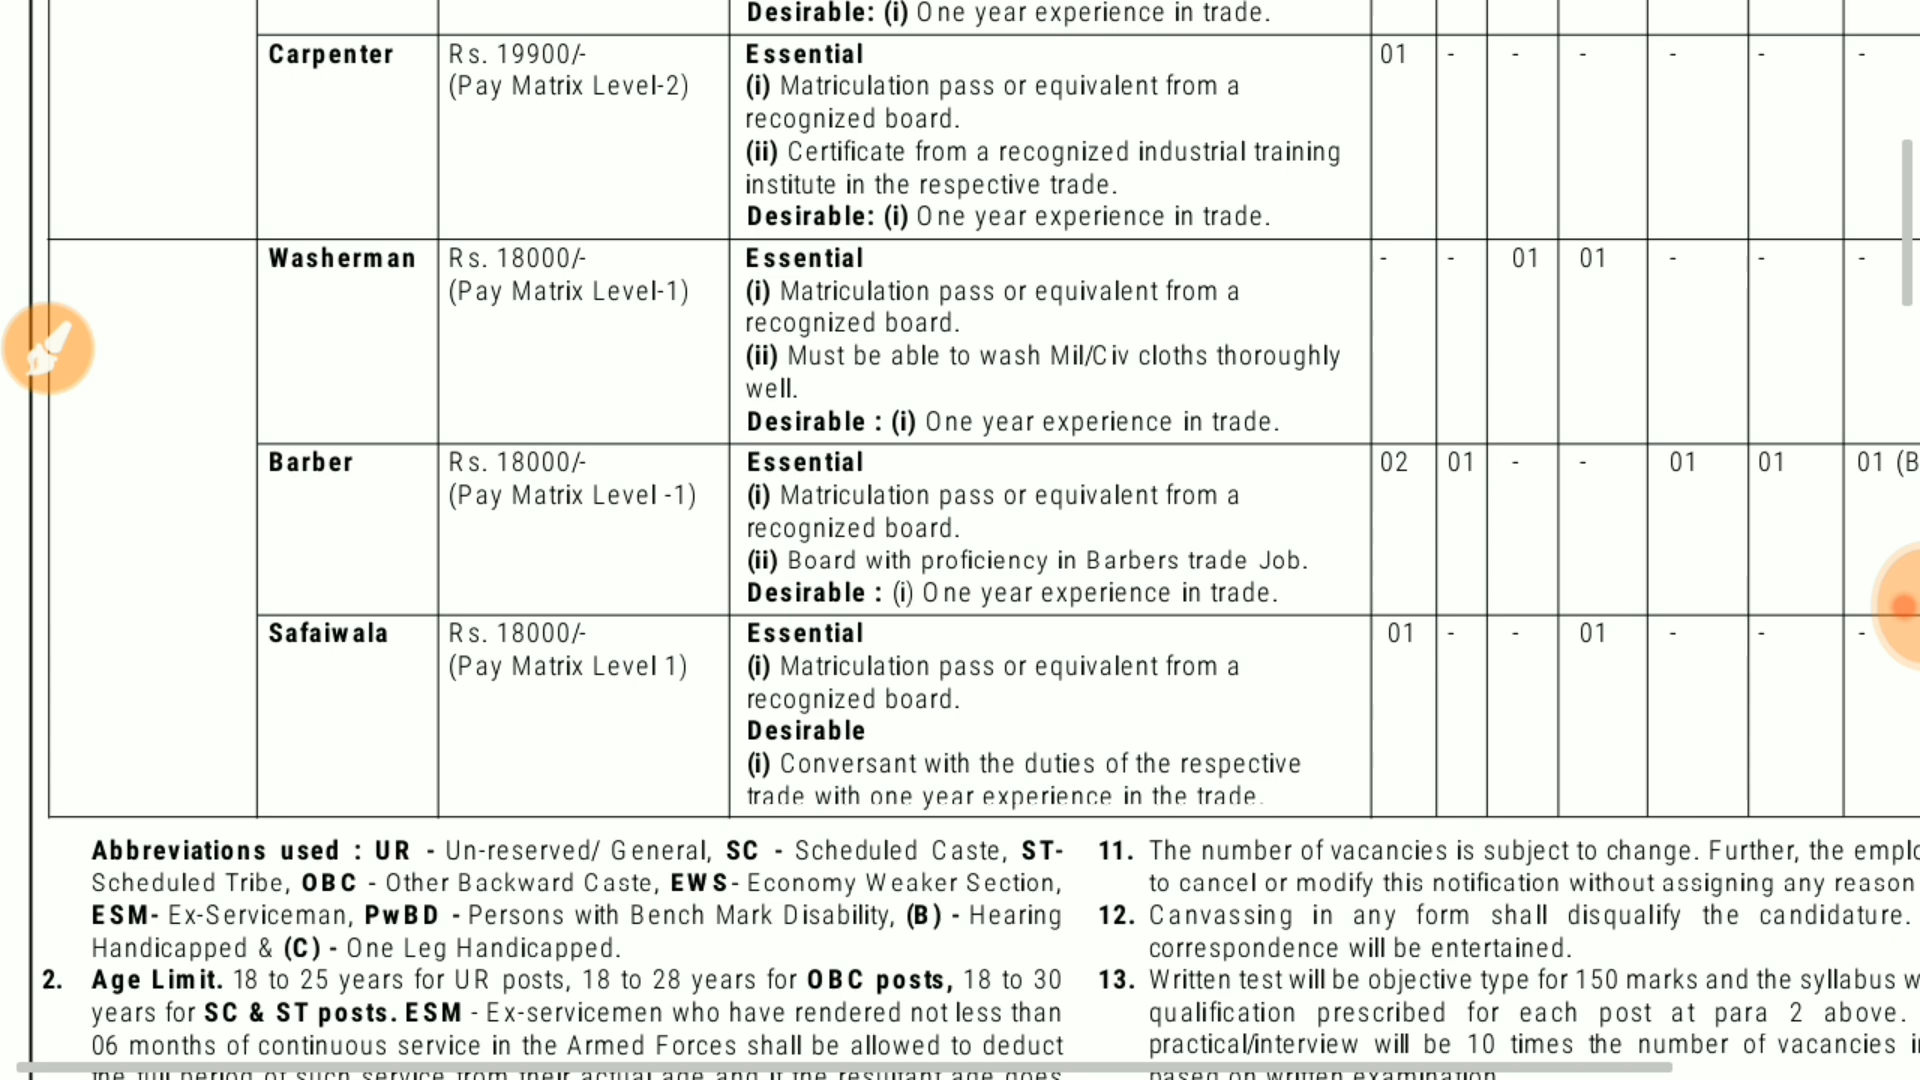 Desirable: (i) One year experience in trade.
Carpenter Rs. 19900/- Essential 01 - - - - - -
(Pay Matrix Level-2) (i) Matriculation pass or equivalent from a
recognized board.
(ii) Certificate from a recognized industrial training
institute in the respective trade.
Desirable: (i) One year experience in trade.
Washerman Rs. 18000/- Essential - - 01 01 - - -
(Pay Matrix Level-1) (i) Matriculation pass or equivalent from a
recognized board.
(ii) Must be able to wash Mil/Civ cloths thoroughly
well.
Desirable : (i) One year experience in trade.
Barber Rs. 18000/- Essential 02 01 - - 01 01 01 (B
(Pay Matrix Level -1) (i) Matriculation pass or equivalent from a
recognized board.
(ii) Board with proficiency in Barbers trade Job.
Desirable : (i) One year experience in trade.
Safaiwala Rs. 18000/- Essential 01 - - 01 - - -
(Pay Matrix Level 1) (i) Matriculation pass or equivalent from a
recognized board.
Desirable
(i) Conversant with the duties of the respective
trade with one year experience in the trade.
Abbreviations used : UR - Un-reserved/ General, SC - Scheduled Caste, ST-
Scheduled Tribe, OBC - Other Backward Caste, EWS- Economy Weaker Section,
ESM- Ex-Serviceman, PwBD - Persons with Bench Mark Disability, (B) - Hearing
Handicapped & (C) - One Leg Handicapped.
2. Age Limit. 18 to 25 years for UR posts, 18 to 28 years for OBC posts, 18 to 30
years for SC & ST posts. ESM - Ex-servicemen who have rendered not less than
06 months of continuous service in the Armed Forces shall be allowed to deduct
the full period of such service from their actual age and if the resultant age does
11. The number of vacancies is subject to change. Further, the emplo
to cancel or modify this notification without assigning any reason
12. Canvassing in any form shall disqualify the candidature.
correspondence will be entertained.
13. Written test will be objective type for 150 marks and the syllabus w
qualification prescribed for each post at para 2 above.
practical/interview will be 10 times the number of vacancies i
based on written examination